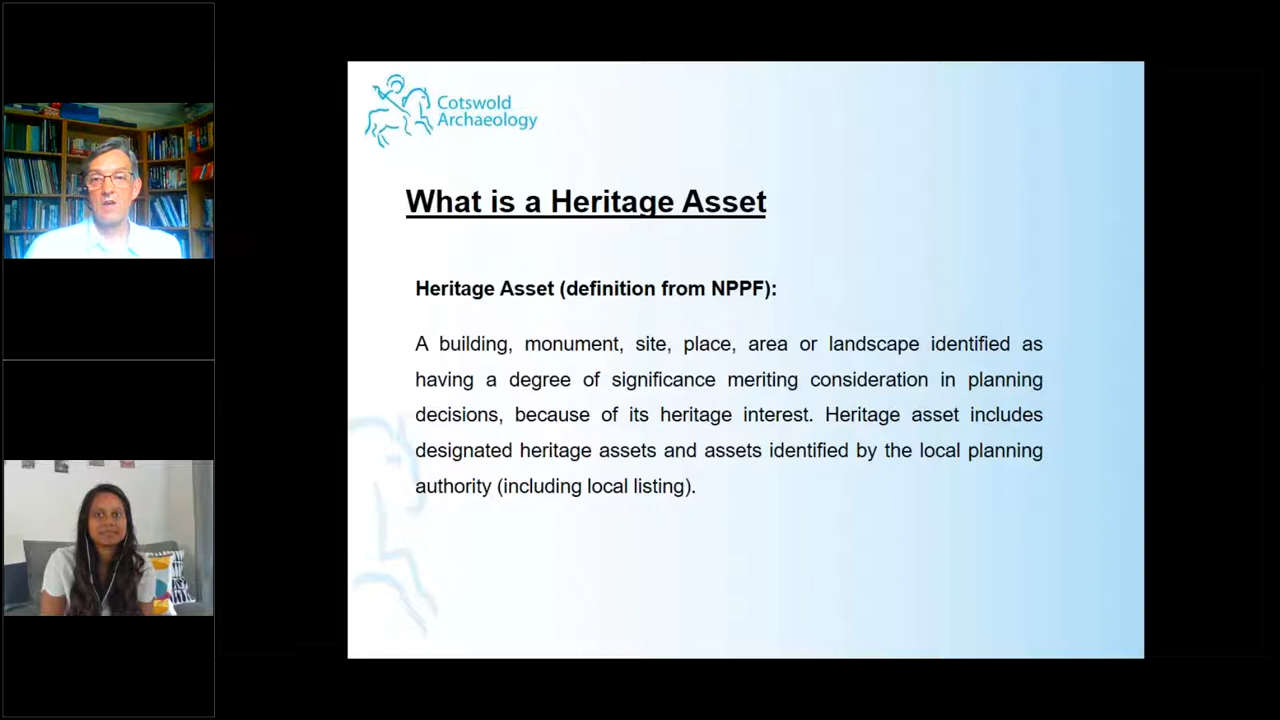 Cotswold
Archaeology
What is a Heritage Asset
Heritage Asset (definition from NPPF):
A building, monument, site, place, area or landscape identified as
having a degree of significance meriting consideration in planning
decisions, because of its heritage interest. Heritage asset includes
designated heritage assets and assets identified by the local planning
authority (including local listing).